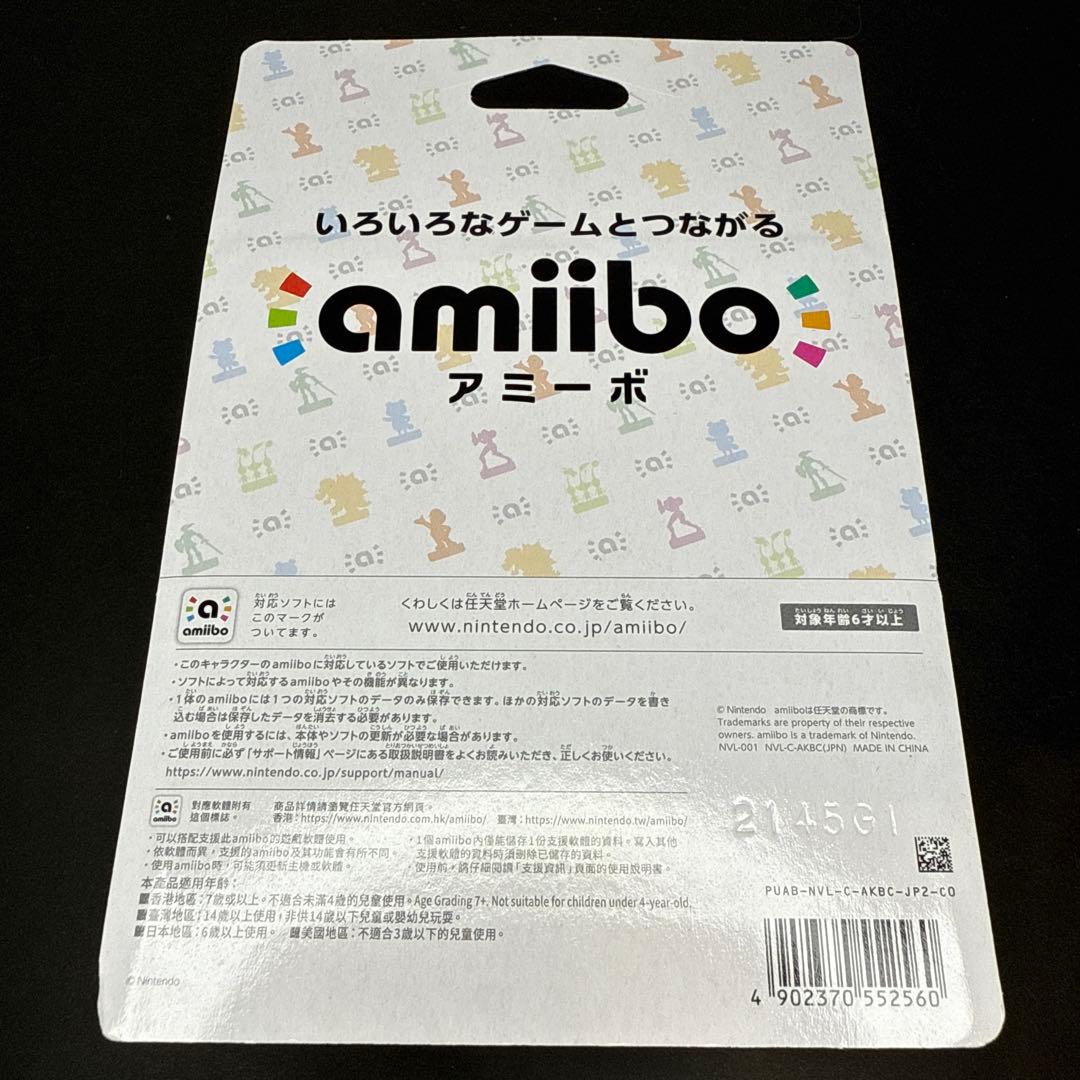 いろいろなゲームとつながる
amiibo
アミーボ
amiibo
対応ソフトには
このマークが
ついてます。
くわしくは任天堂ホームページをご覧ください。
www.nintendo.co.jp/amiibo/
対象年齢6才以上
・このキャラクターのamiiboに対応しているソフトでご使用いただけます。
・ソフトによって対応するamiiboやその機能が異なります。
・1体のamiiboには1つの対応ソフトのデータのみ保存できます。ほかの対応ソフトのデータを書き
込む場合は保存したデータを消去する必要があります。
・amiiboを使用するには、本体やソフトの更新が必要な場合があります。
・ご使用前に必ず「サポート情報」ページにある取扱説明書をよくお読みいただき、正しくお使いください。
https://www.nintendo.co.jp/support/manual/
© Nintendo amiiboは任天堂の商標です。
Trademarks are property of their respective
owners. amiibo is a trademark of Nintendo.
NVL-001 NVL-C-AKBC(JPN) MADE IN CHINA
amiibo
對應軟體附有
這個標誌。
商品詳情請瀏覽任天堂官方網頁。
香港：https://www.nintendo.com.hk/amiibo/ 臺灣：https://www.nintendo.tw/amiibo/
・可以搭配支援此amiibo的遊戲軟體使用。
・依軟體而異，支援的amiibo及其功能會有所不同。
・使用amiibo時，可能須更新主機或軟體。
・1個amiibo內僅能儲存1份支援軟體的資料。寫入其他
支援軟體的資料時須刪除已儲存的資料。
・使用前，請仔細閱讀「支援資訊」頁面的使用說明書。
2145G1
本產品適用年齡：
香港地區：7歲或以上。不適合未滿4歲的兒童使用。Age Grading 7+. Not suitable for children under 4-year-old.
臺灣地區：14歲以上使用，非供14歲以下兒童或嬰幼兒玩耍。
日本地區：6歲以上使用。 美國地區：不適合3歲以下的兒童使用。
PUAB-NVL-C-AKBC-JP2-C0
© Nintendo
4 902370 552560